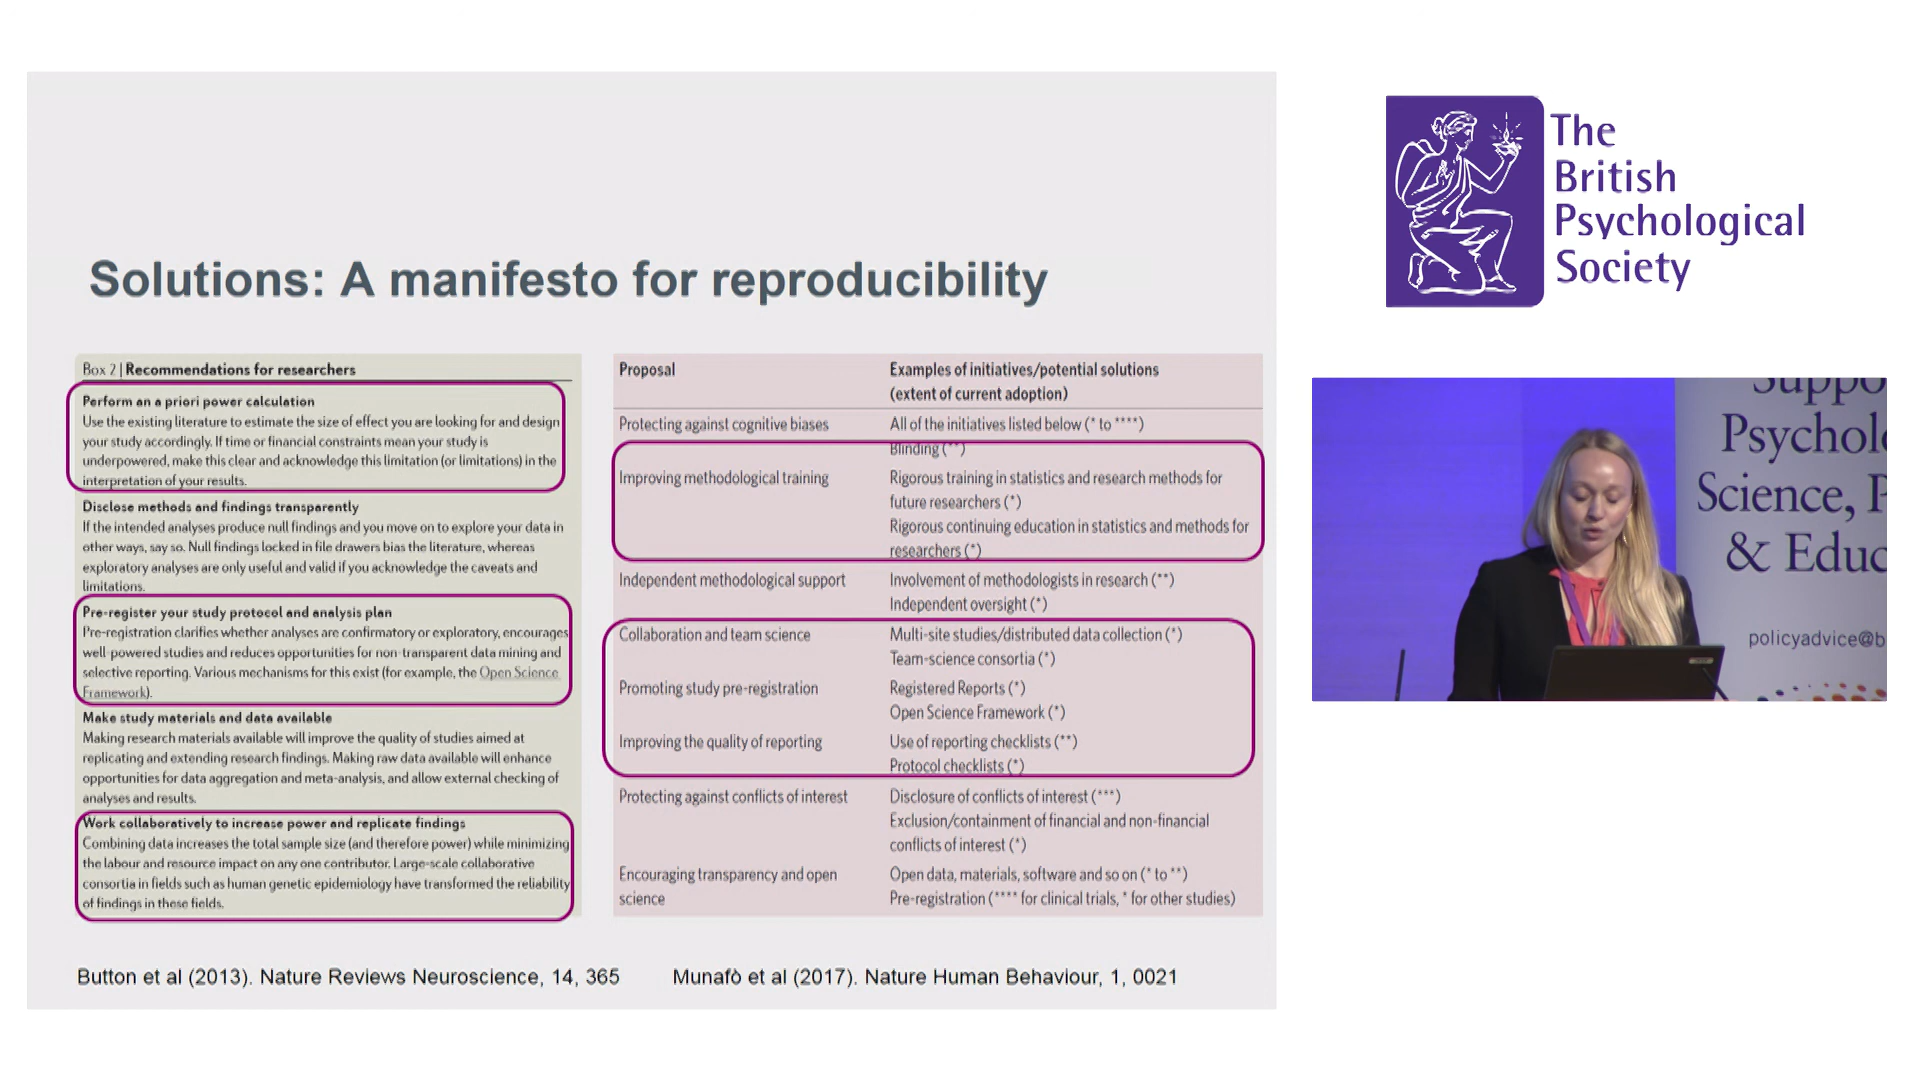 Solutions: A manifesto for reproducibility
Box 2 | Recommendations for researchers
Perform an a priori power calculation
Use the existing literature to estimate the size of effect you are looking for and design
your study accordingly. If time or financial constraints mean your study is
underpowered, make this clear and acknowledge this limitation (or limitations) in the
interpretation of your results.
Disclose methods and findings transparently
If the intended analyses produce null findings and you move on to explore your data in
other ways, say so. Null findings locked in file drawers bias the literature, whereas
exploratory analyses are only useful and valid if you acknowledge the caveats and
limitations.
Pre-register your study protocol and analysis plan
Pre-registration clarifies whether analyses are confirmatory or exploratory, encourages
well-powered studies and reduces opportunities for non-transparent data mining and
selective reporting. Various mechanisms for this exist (for example, the Open Science
Framework).
Make study materials and data available
Making research materials available will improve the quality of studies aimed at
replicating and extending research findings. Making raw data available will enhance
opportunities for data aggregation and meta-analysis, and allow external checking of
analyses and results.
Work collaboratively to increase power and replicate findings
Combining data increases the total sample size (and therefore power) while minimizing
the labour and resource impact on any one contributor. Large-scale collaborative
consortia in fields such as human genetic epidemiology have transformed the reliability
of findings in these fields.
Proposal Examples of initiatives/potential solutions
(extent of current adoption)
Protecting against cognitive biases All of the initiatives listed below (* to ****)
Blinding (**)
Improving methodological training Rigorous training in statistics and research methods for
future researchers (*)
Rigorous continuing education in statistics and methods for
researchers (*)
Independent methodological support Involvement of methodologists in research (**)
Independent oversight (*)
Collaboration and team science Multi-site studies/distributed data collection (*)
Team-science consortia (*)
Promoting study pre-registration Registered Reports (*)
Open Science Framework (*)
Improving the quality of reporting Use of reporting checklists (**)
Protocol checklists (*)
Protecting against conflicts of interest Disclosure of conflicts of interest (***)
Exclusion/containment of financial and non-financial
conflicts of interest (*)
Encouraging transparency and open Open data, materials, software and so on (* to **)
science Pre-registration (**** for clinical trials, * for other studies)
Button et al (2013). Nature Reviews Neuroscience, 14, 365
Munafò et al (2017). Nature Human Behaviour, 1, 0021
The
British
Psychological
Society
Suppo
Psychol
Science, P
& Educ
policyadvice@b